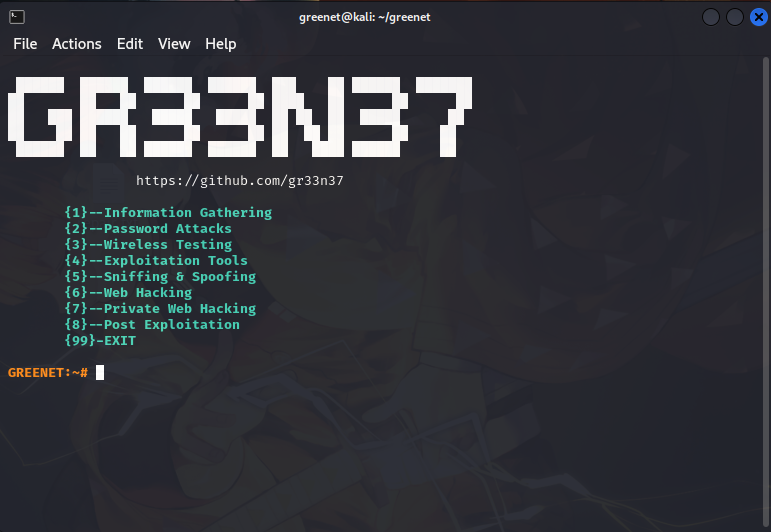 greenet@kali: ~/greenet
File Actions Edit View Help
GR33N37
https://github.com/gr33n37
{1}--Information Gathering
{2}--Password Attacks
{3}--Wireless Testing
{4}--Exploitation Tools
{5}--Sniffing & Spoofing
{6}--Web Hacking
{7}--Private Web Hacking
{8}--Post Exploitation
{99}-EXIT
GREENET:~#